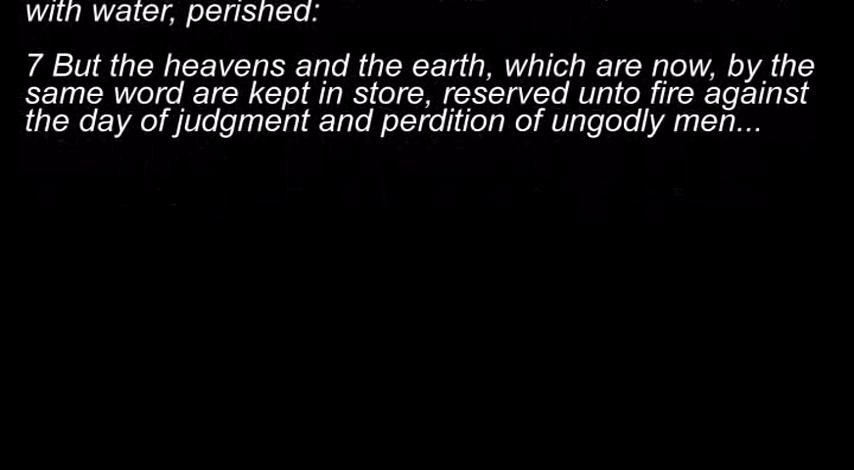 with water, perished:
7 But the heavens and the earth, which are now, by the
same word are kept in store, reserved unto fire against
the day of judgment and perdition of ungodly men...